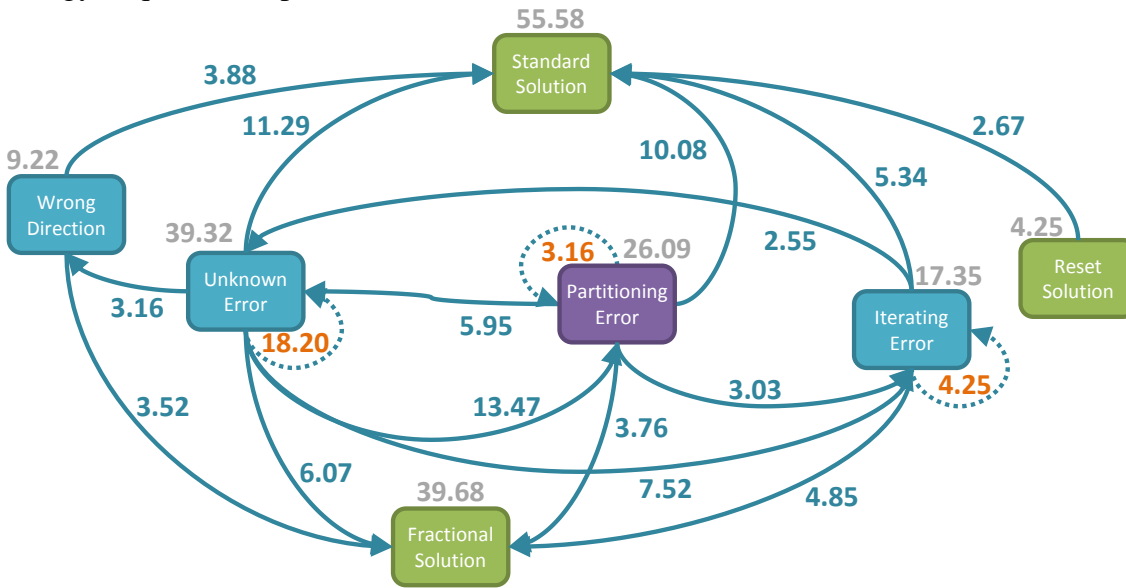 55.58
Standard
Solution
3.88
11.29
10.08
2.67
9.22
Wrong
Direction
5.34
39.32
Unknown
Error
3.16
26.09
Partitioning
Error
2.55
4.25
Reset
Solution
17.35
Iterating
Error
3.16
5.95
18.20
4.25
3.52
13.47
3.03
3.76
6.07
7.52
4.85
39.68
Fractional
Solution